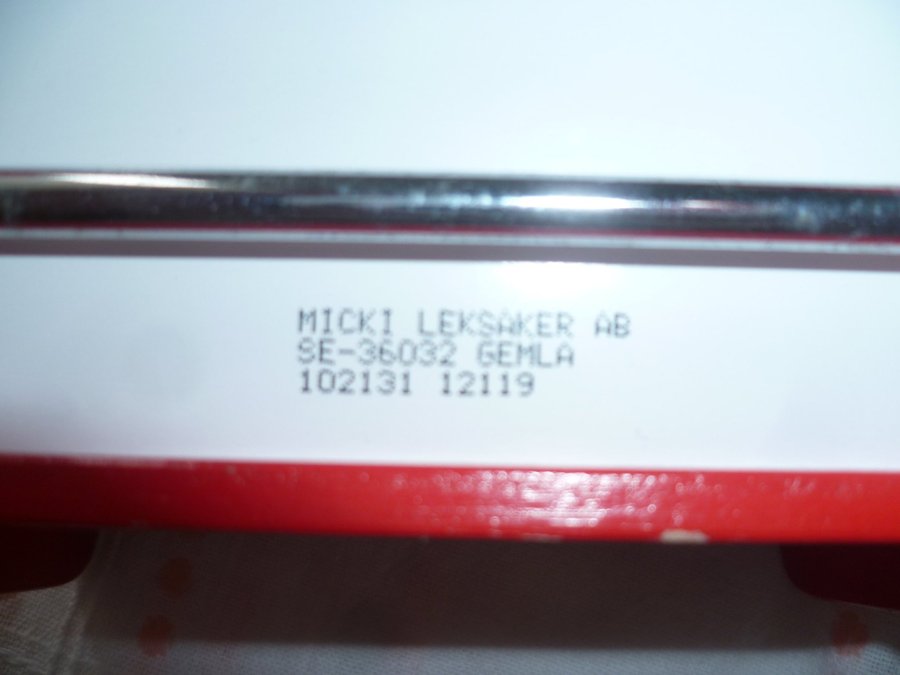 MICKI LEKSAKER AB
SE-36032 GEMLA
102131 12119